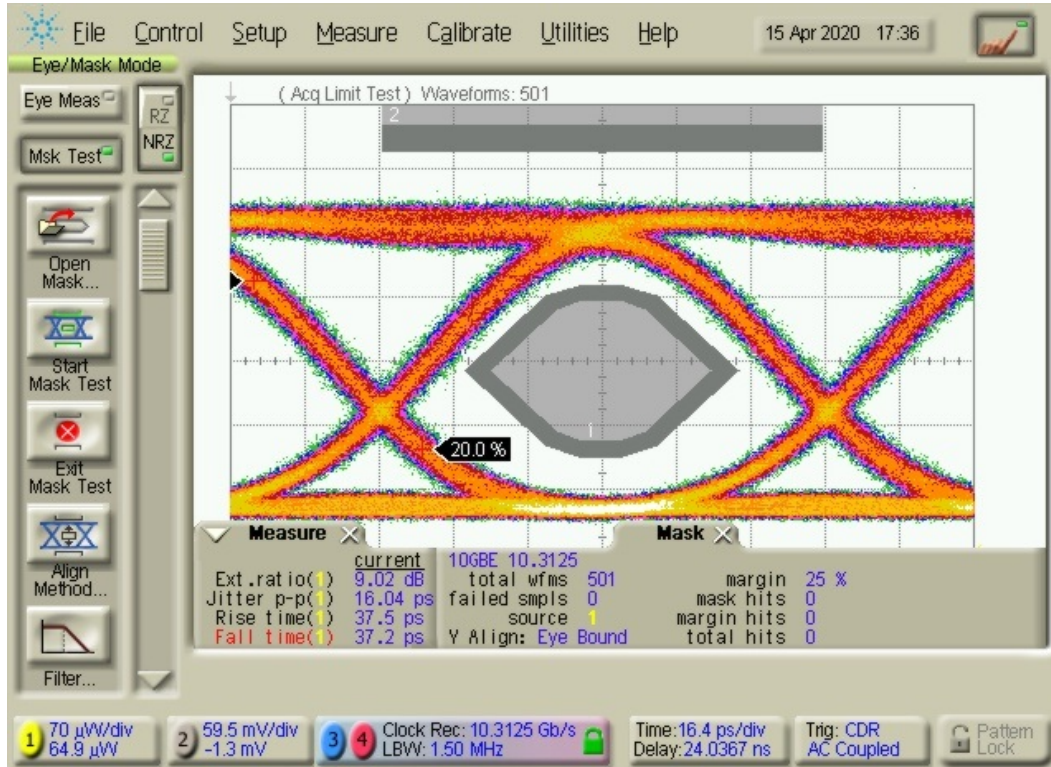 File Control Setup Measure Calibrate Utilities Help 15 Apr 2020 17:36
Eye/Mask Mode
Eye Meas
RZ
NRZ
Msk Test
Open
Mask...
Start
Mask Test
Exit
Mask Test
Align
Method...
Filter...
( Acq Limit Test ) Waveforms: 501
2
1
20.0 %
Measure
current
Ext.ratio(1) 9.02 dB
Jitter p-p(1) 16.04 ps
Rise time(1) 37.5 ps
Fall time(1) 37.2 ps
Mask
10GBE 10.3125
total wfms 501 margin 25 %
failed smpls 0 mask hits 0
source 1 margin hits 0
Y Align: Eye Bound total hits 0
1 70 µW/div
64.9 µW
2 59.5 mV/div
-1.3 mV
3 4 Clock Rec: 10.3125 Gb/s
LBW: 1.50 MHz
Time:16.4 ps/div
Delay:24.0367 ns
Trig: CDR
AC Coupled
Pattern
Lock